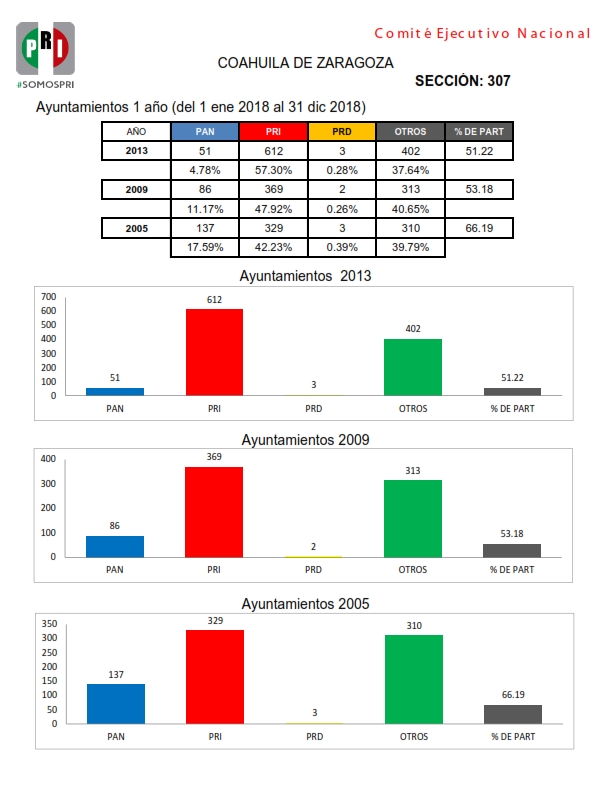 Comité Ejecutivo Nacional
PRI
#SOMOSPRI
COAHUILA DE ZARAGOZA
SECCIÓN: 307
Ayuntamientos 1 año (del 1 ene 2018 al 31 dic 2018)
AÑO PAN PRI PRD OTROS % DE PART
2013 51 612 3 402 51.22
4.78% 57.30% 0.28% 37.64%
2009 86 369 2 313 53.18
11.17% 47.92% 0.26% 40.65%
2005 137 329 3 310 66.19
17.59% 42.23% 0.39% 39.79%
Ayuntamientos 2013
700
600
500
400
300
200
100
0
51 612 3 402 51.22
PAN PRI PRD OTROS % DE PART
Ayuntamientos 2009
400
300
200
100
0
86 369 2 313 53.18
PAN PRI PRD OTROS % DE PART
Ayuntamientos 2005
350
300
250
200
150
100
50
0
137 329 3 310 66.19
PAN PRI PRD OTROS % DE PART